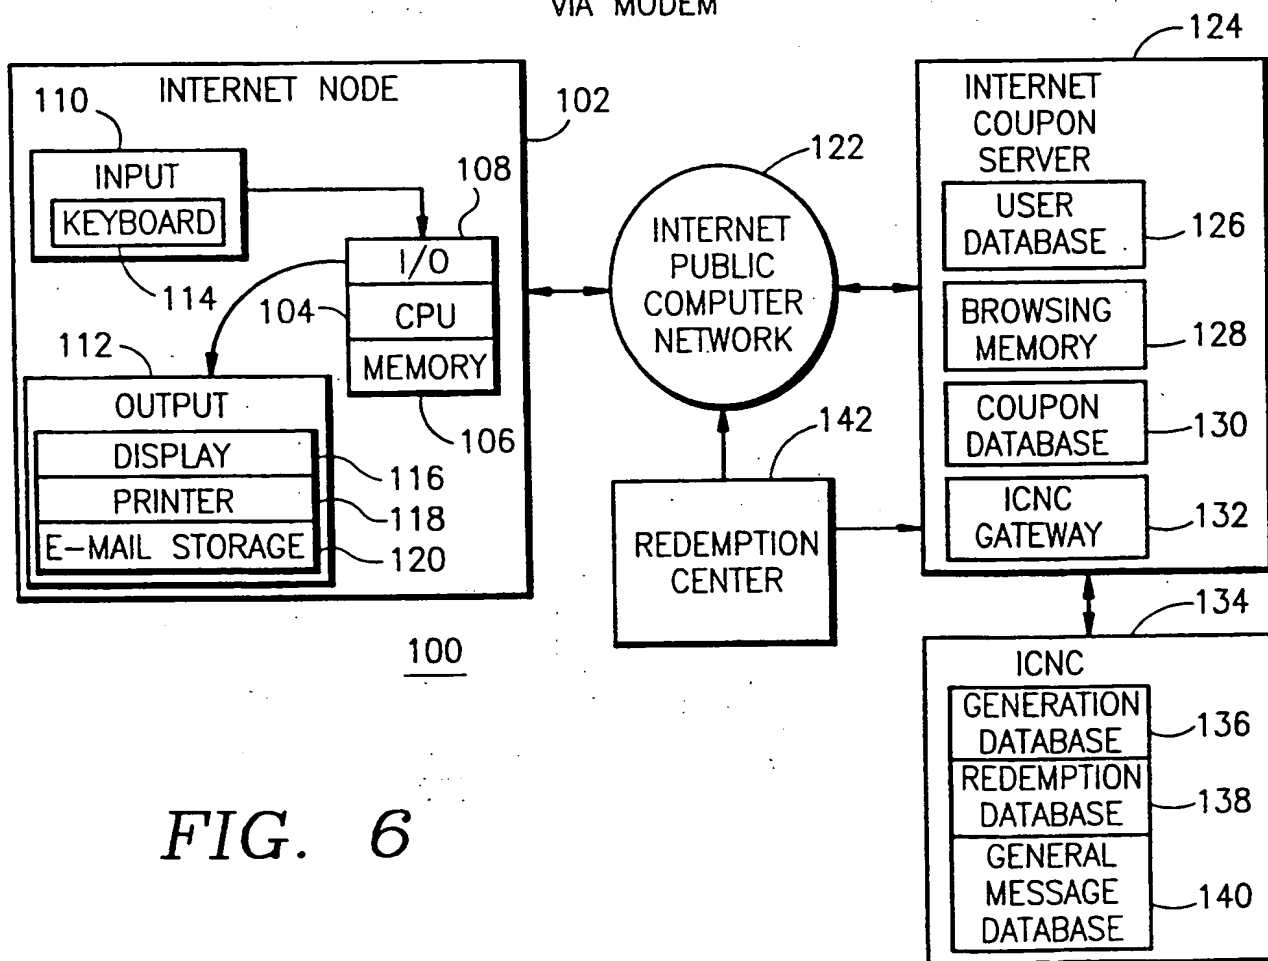 VIA MODEM
124
INTERNET NODE
110
102
INPUT
KEYBOARD
114
108
I/O
104
CPU
MEMORY
106
112
OUTPUT
DISPLAY
116
PRINTER
118
E-MAIL STORAGE
120
122
INTERNET
PUBLIC
COMPUTER
NETWORK
142
REDEMPTION
CENTER
INTERNET
COUPON
SERVER
USER
DATABASE
126
BROWSING
MEMORY
128
COUPON
DATABASE
130
ICNC
GATEWAY
132
134
ICNC
GENERATION
DATABASE
136
REDEMPTION
DATABASE
138
GENERAL
MESSAGE
DATABASE
140
100
FIG. 6